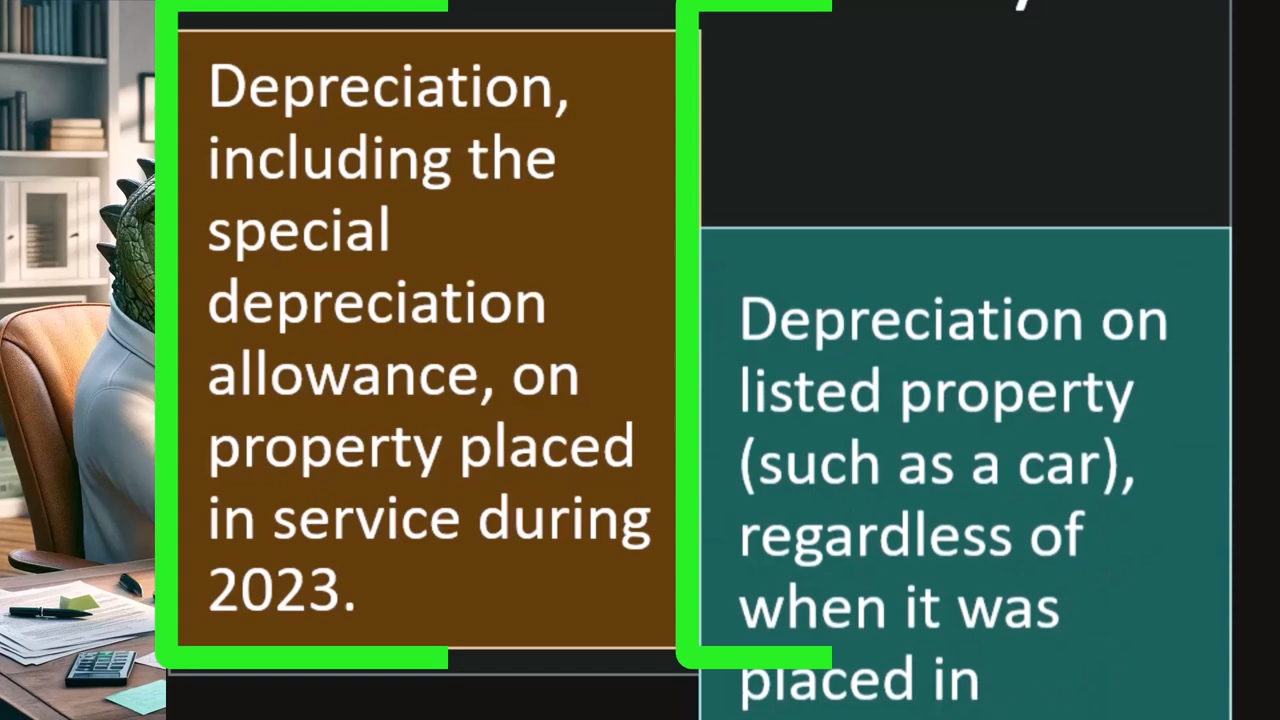 Depreciation,
including the
special
depreciation
allowance, on
property placed
in service during
2023.
Depreciation on
listed property
(such as a car),
regardless of
when it was
placed in